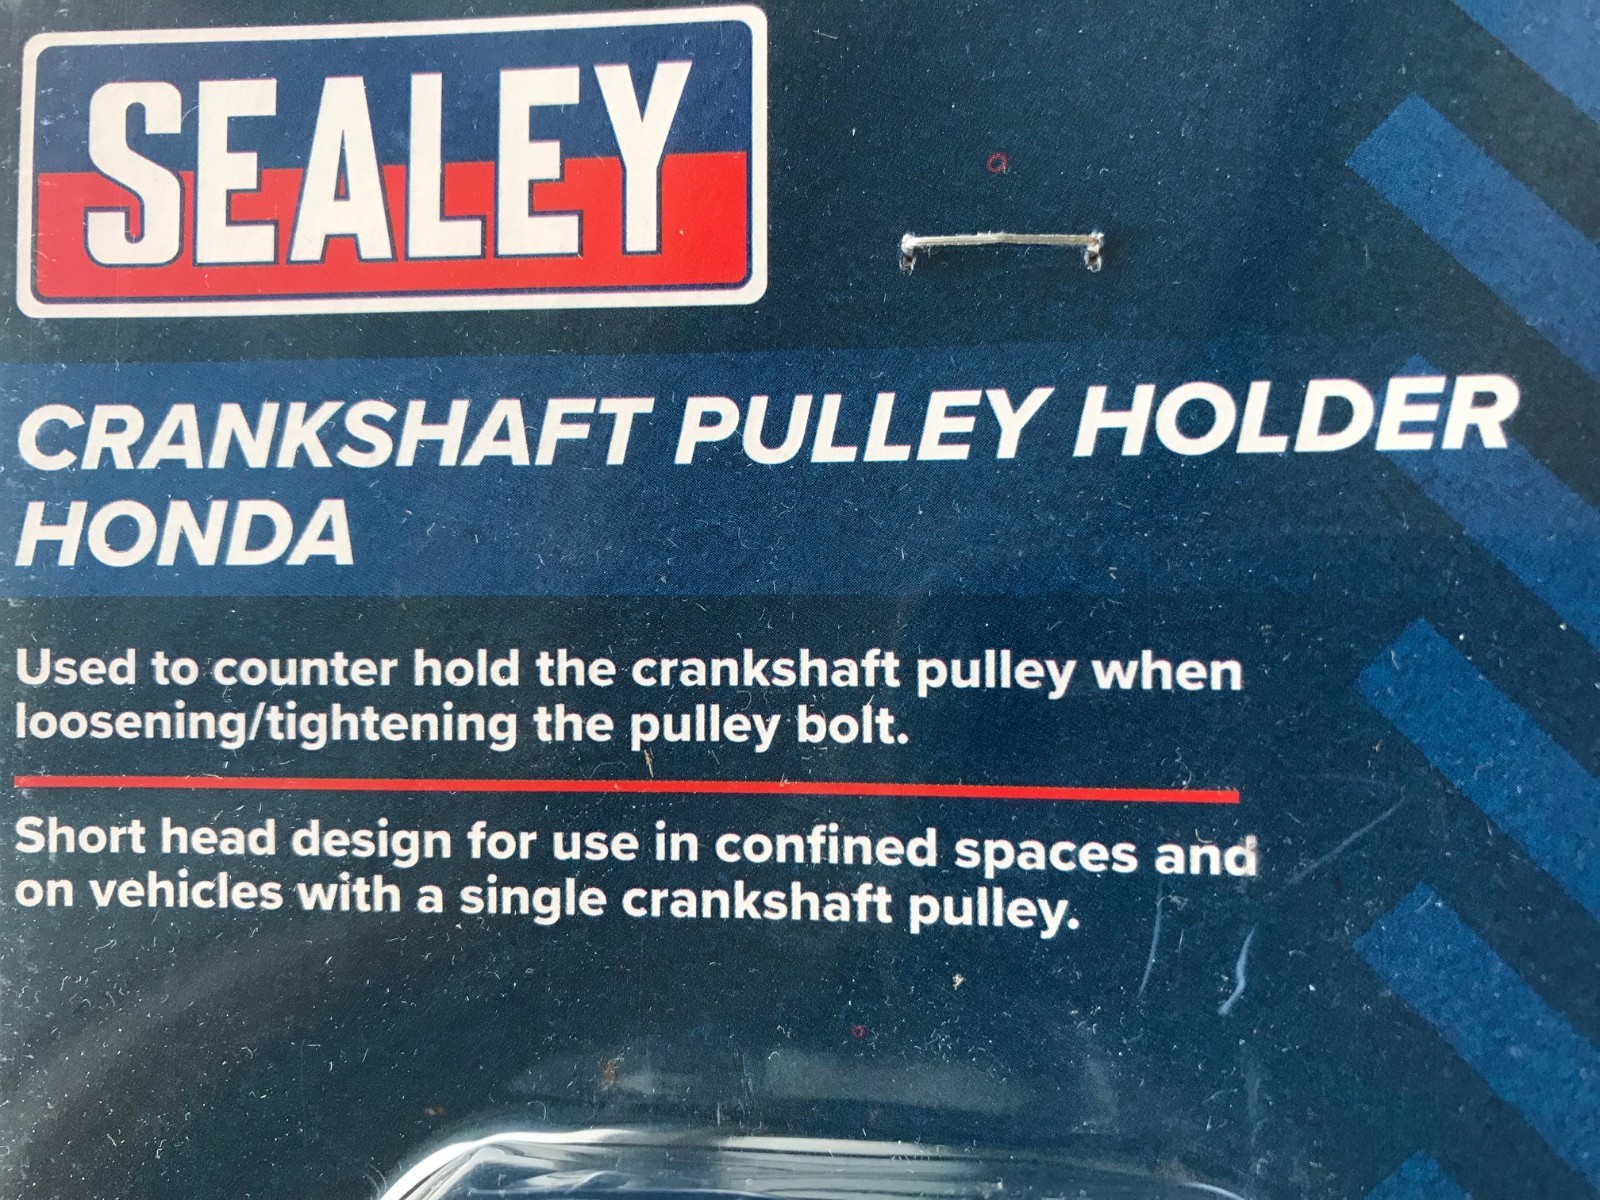 SEALEY
CRANKSHAFT PULLEY HOLDER
HONDA
Used to counter hold the crankshaft pulley when
loosening/tightening the pulley bolt.
Short head design for use in confined spaces and
on vehicles with a single crankshaft pulley.